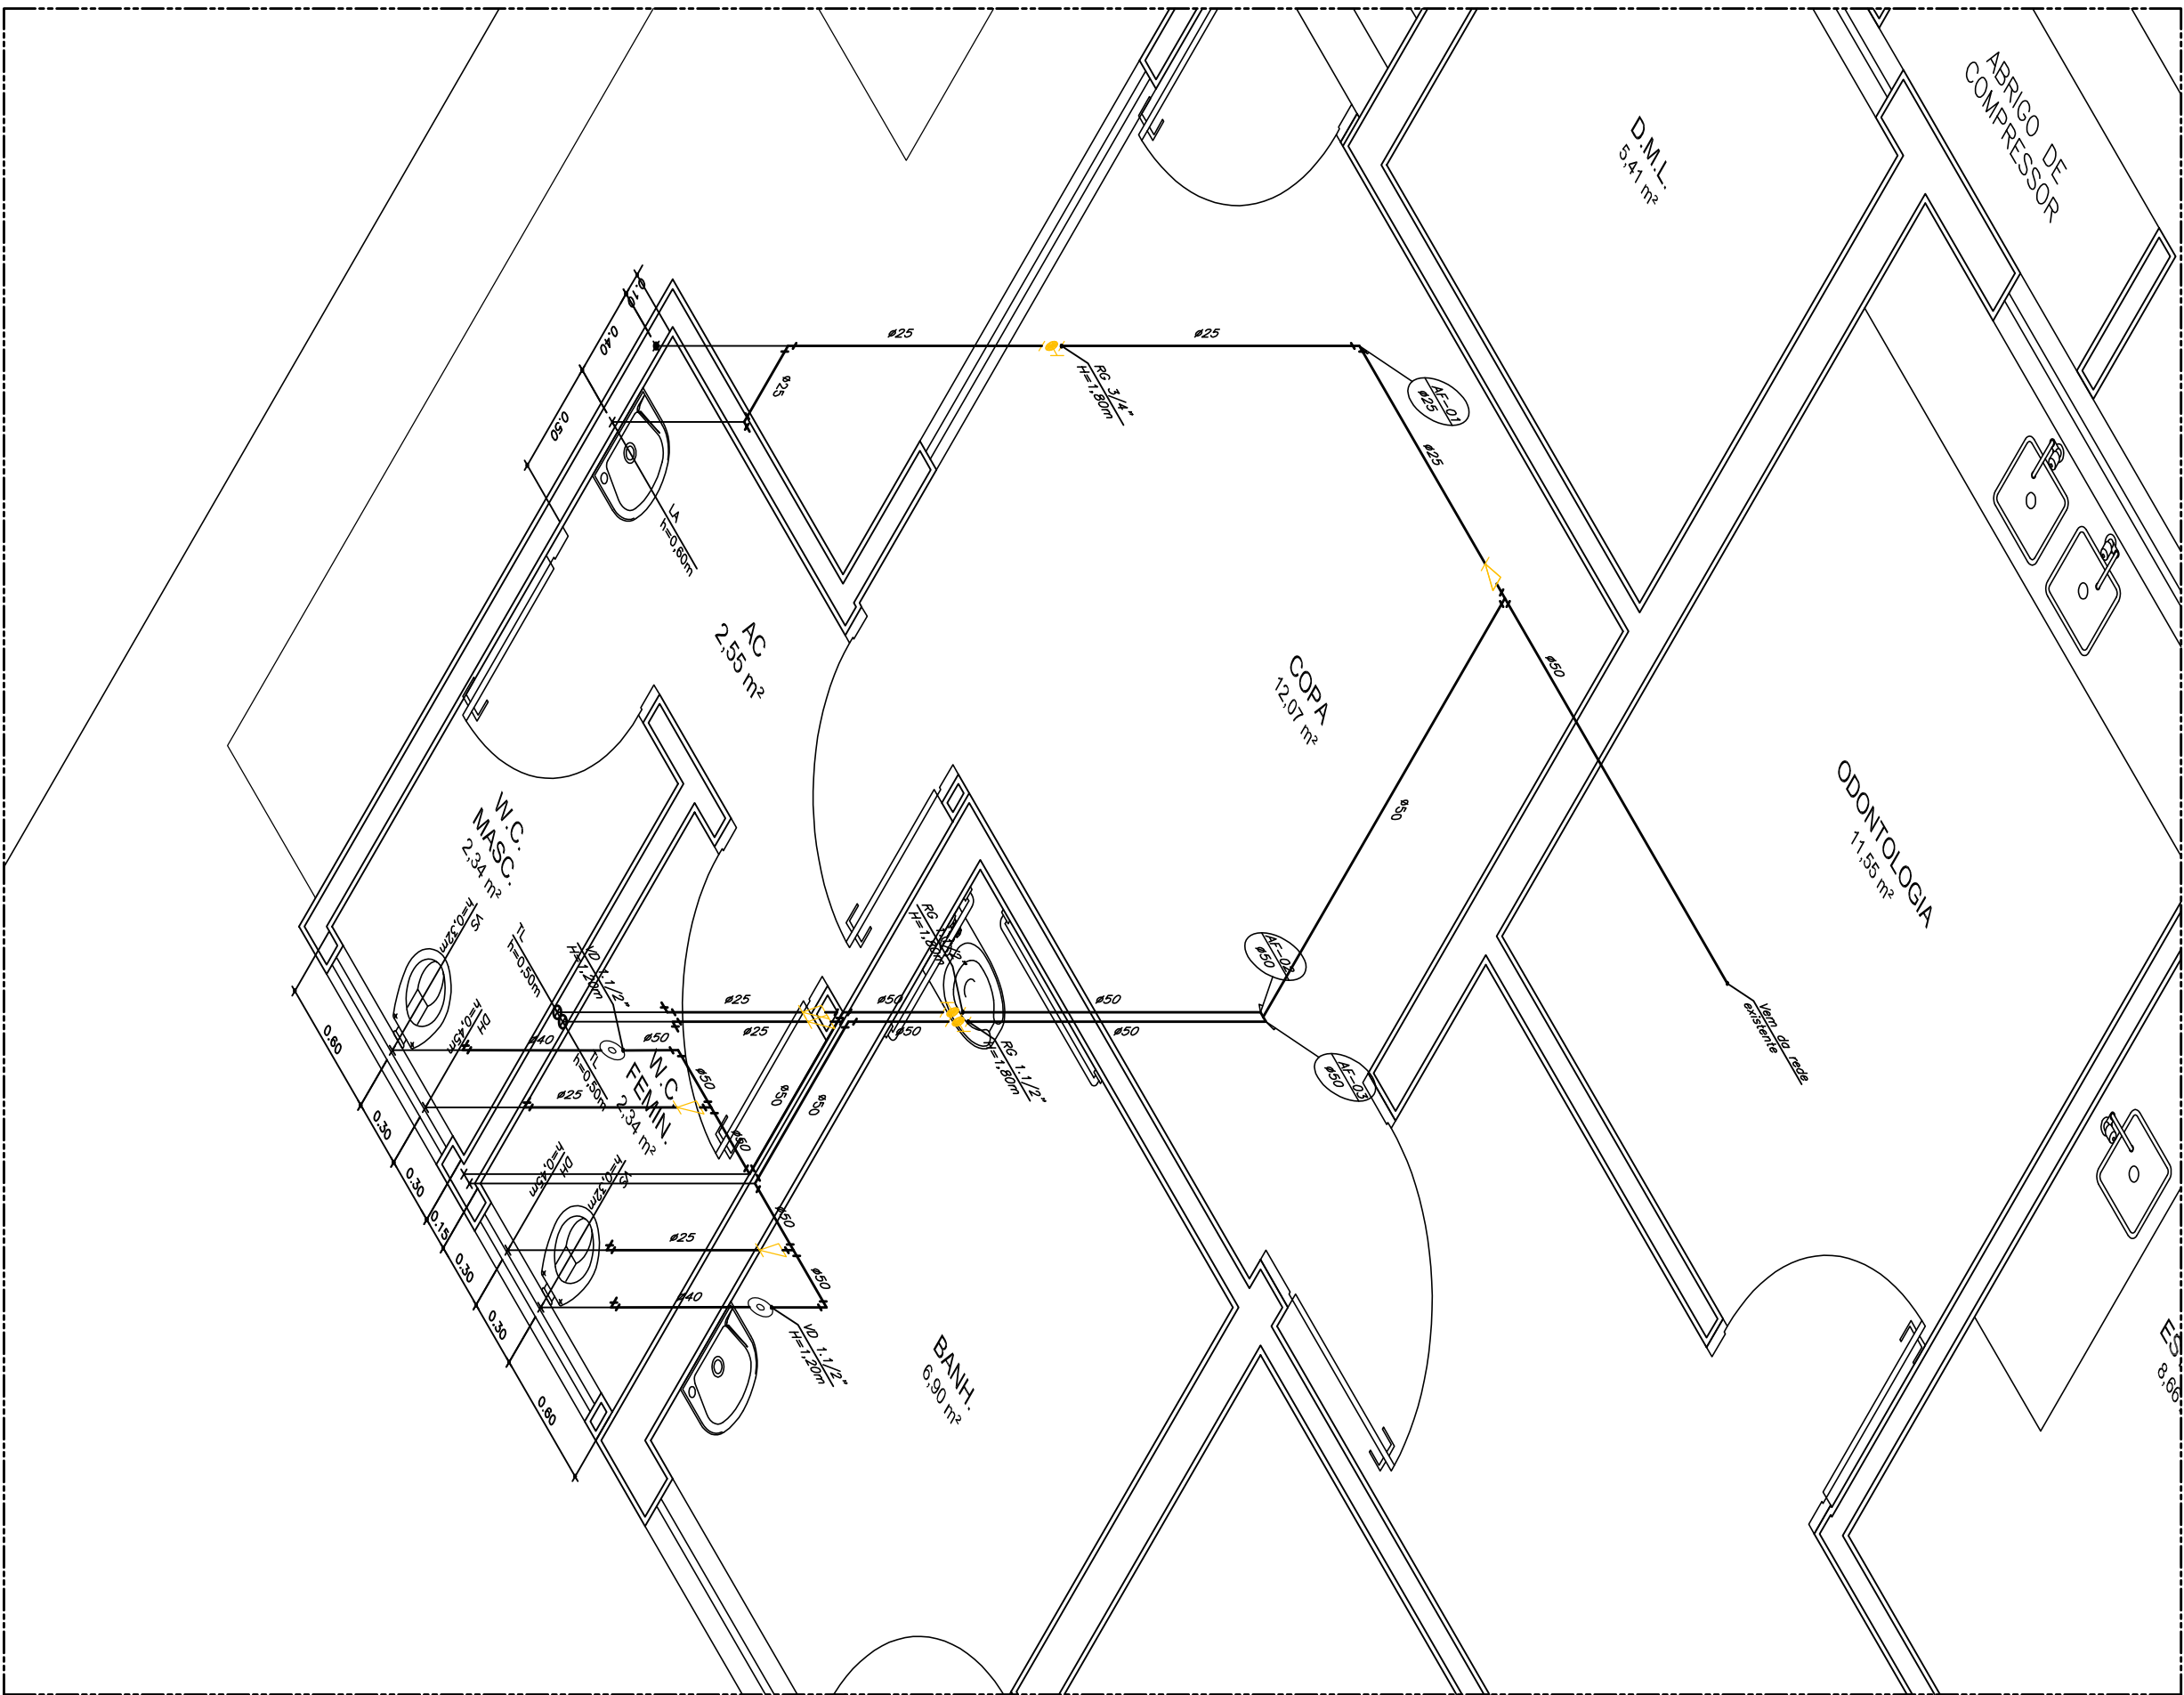 ABRIGO DE
COMPRESSOR
D.M.L.
5,41 m²
0.10
0.40
0.50
ø25
ø25
ø25
RG 3/4"
H=1,80m
AF-01
ø25
ø25
LA
h=0,60m
AC
2,55 m²
COPA
12,07 m²
ø50
ø50
ODONTOLOGIA
11,55 m²
W.C.
MASC.
2,34 m²
VS
h=0,32m
TL
h=0,50m
VD 1.1/2"
H=1,20m
DH
h=0,45m
RG
H=1,80m
AF-02
ø50
ø25
ø50
ø50
ø25
ø50
ø50
ø40
ø50
RG 1.1/2"
H=1,80m
AF-03
ø50
Vem da rede
existente
TL
h=0,50m
W.C.
FEMIN.
2,34 m²
ø25
ø50
ø50
ø50
ø50
DH
h=0,45m
VS
h=0,32m
ø50
ø25
ø50
ø40
VD 1.1/2"
H=1,20m
0.60
0.30
0.30
0.15
0.30
0.30
0.60
BANH.
6,90 m²
ES
8,66